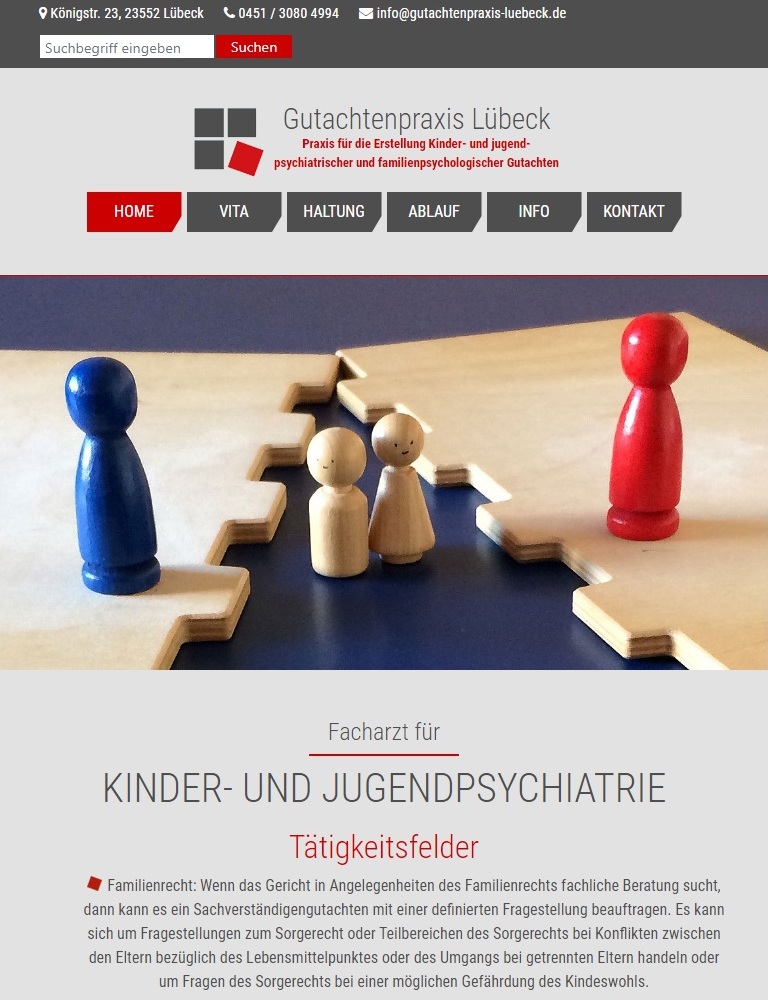 Königstr. 23, 23552 Lübeck 0451 / 3080 4994 info@gutachtenpraxis-luebeck.de
Suchbegriff eingeben Suchen
Gutachtenpraxis Lübeck
Praxis für die Erstellung Kinder- und jugend-
psychiatrischer und familienpsychologischer Gutachten
HOME VITA HALTUNG ABLAUF INFO KONTAKT
Facharzt für
KINDER- UND JUGENDPSYCHIATRIE
Tätigkeitsfelder
Familienrecht: Wenn das Gericht in Angelegenheiten des Familienrechts fachliche Beratung sucht,
dann kann es ein Sachverständigengutachten mit einer definierten Fragestellung beauftragen. Es kann
sich um Fragestellungen zum Sorgerecht oder Teilbereichen des Sorgerechts bei Konflikten zwischen
den Eltern bezüglich des Lebensmittelpunktes oder des Umgangs bei getrennten Eltern handeln oder
um Fragen des Sorgerechts bei einer möglichen Gefährdung des Kindeswohls.